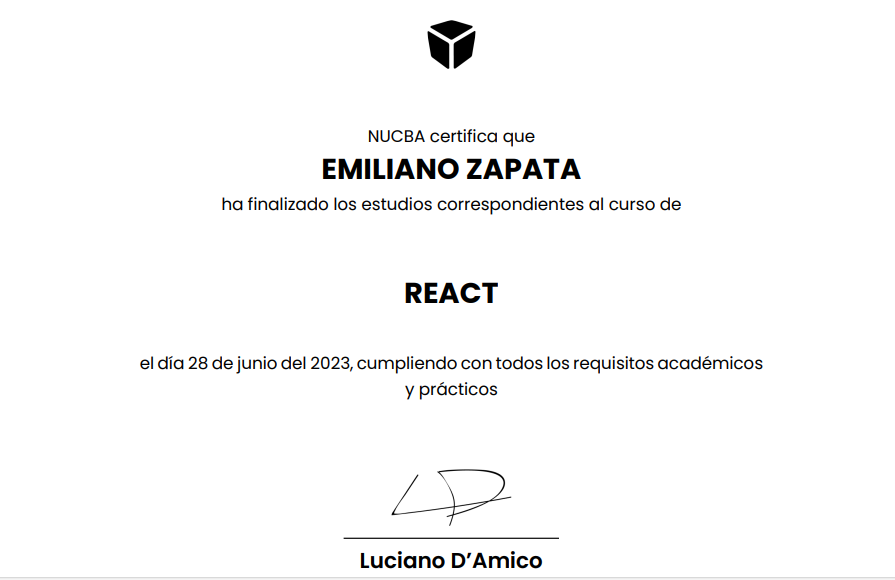 NUCBA certifica que
EMILIANO ZAPATA
ha finalizado los estudios correspondientes al curso de
REACT
el día 28 de junio del 2023, cumpliendo con todos los requisitos académicos
y prácticos
Luciano D’Amico